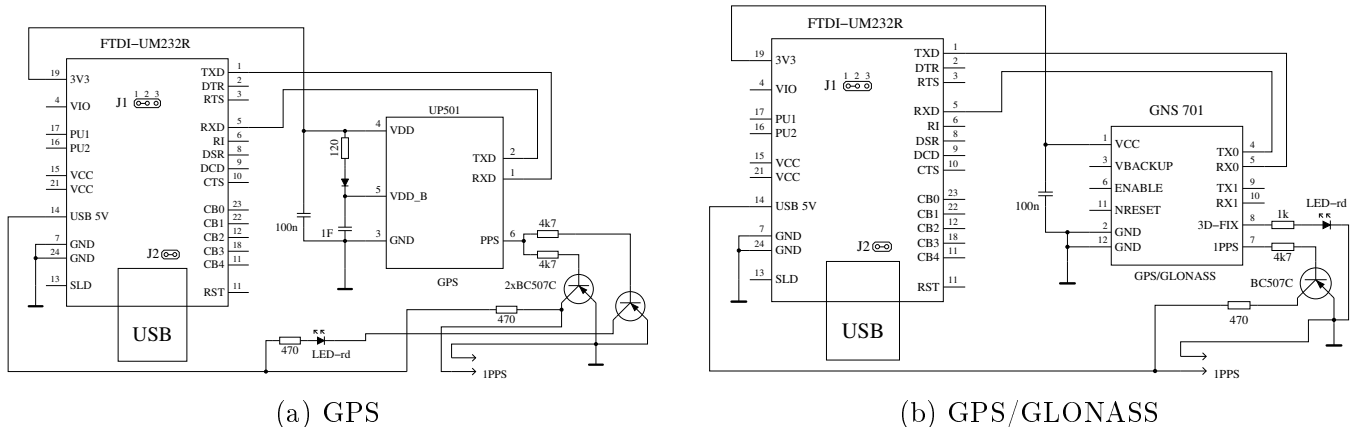 FTDI−UM232R
19 3V3
4 VIO
17 PU1
16 PU2
15 VCC
21 VCC
14 USB 5V
7 GND
24 GND
13 SLD
J1 1 2 3
J2
TXD 1
DTR 2
RTS 3
RXD 5
RI 6
DSR 8
DCD 9
CTS 10
CB0 23
CB1 22
CB2 12
CB3 18
CB4 11
RST 11
USB
120
100n
1F
UP501
4 VDD
5 VDD_B
3 GND
TXD 2
RXD 1
PPS 6
GPS
4k7
4k7
2xBC507C
470
470
LED−rd
1PPS
(a) GPS
FTDI−UM232R
19 3V3
4 VIO
17 PU1
16 PU2
15 VCC
21 VCC
14 USB 5V
7 GND
24 GND
13 SLD
J1 1 2 3
J2
TXD 1
DTR 2
RTS 3
RXD 5
RI 6
DSR 8
DCD 9
CTS 10
CB0 23
CB1 22
CB2 12
CB3 18
CB4 11
RST 11
USB
100n
GNS 701
1 VCC
3 VBACKUP
6 ENABLE
11 NRESET
2 GND
12 GND
TX0 4
RX0 5
TX1 9
RX1 10
3D−FIX 8
1PPS 7
GPS/GLONASS
1k
LED−rd
4k7
BC507C
470
1PPS
(b) GPS/GLONASS